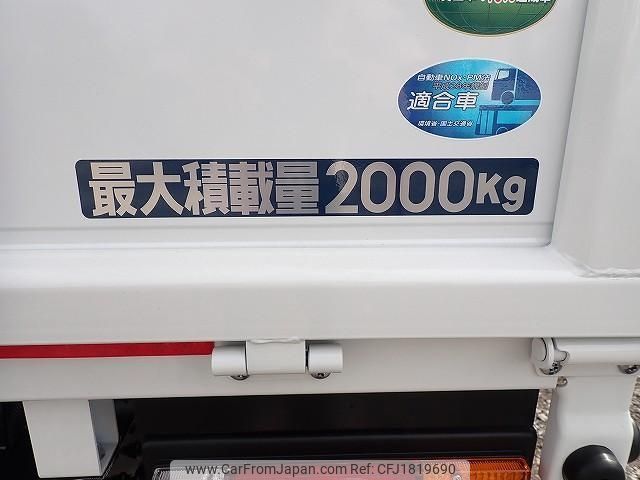 自動車NOx・PM法
適合車
環境省・国土交通省
最大積載量2000Kg
www.CarFromJapan.com Ref:CFJ1819690